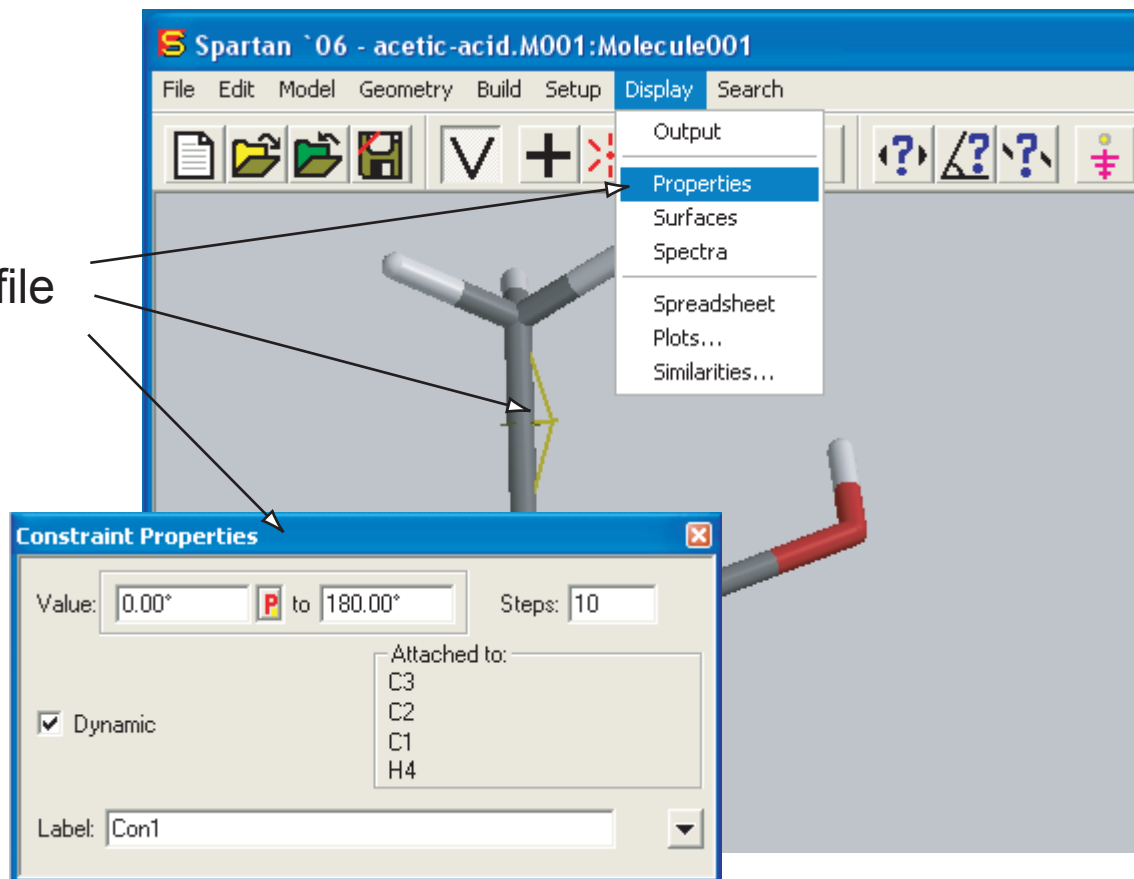 Spartan `06 - acetic-acid.M001:Molecule001
File Edit Model Geometry Build Setup Display Search
Output
Properties
Surfaces
Spectra
Spreadsheet
Plots...
Similarities...
file
Constraint Properties
Value: 0.00° P to 180.00° Steps: 10
Attached to:
C3
C2
C1
H4
Dynamic
Label: Con1